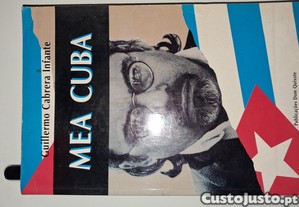 Guillermo Cabrera Infante
MEA CUBA
Publicações Dom Quixote
Custojusto.pt